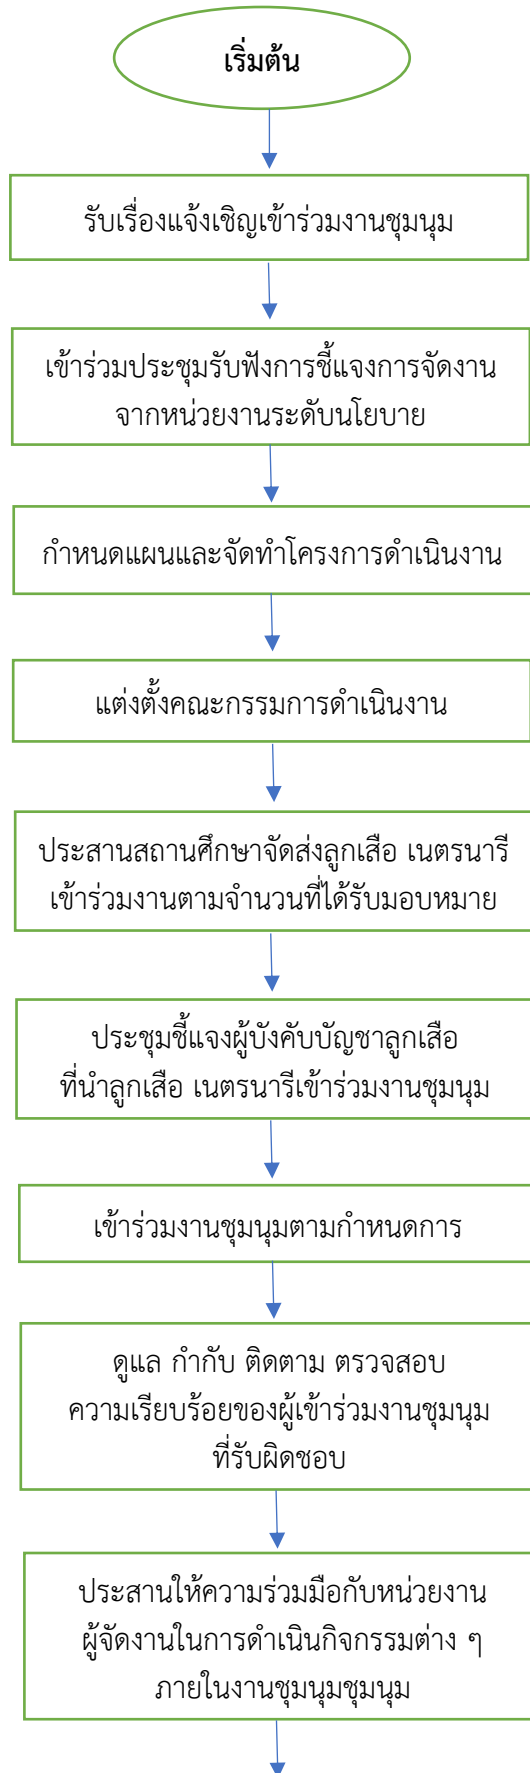 เริ่มต้น
รับเรื่องแจ้งเชิญเข้าร่วมงานชุมนุม
เข้าร่วมประชุมรับฟังการชี้แจงการจัดงาน
จากหน่วยงานระดับนโยบาย
กำหนดแผนและจัดทำโครงการดำเนินงาน
แต่งตั้งคณะกรรมการดำเนินงาน
ประสานสถานศึกษาจัดส่งลูกเสือ เนตรนารี
เข้าร่วมงานตามจำนวนที่ได้รับมอบหมาย
ประชุมชี้แจงผู้บังคับบัญชาลูกเสือ
ที่นำลูกเสือ เนตรนารีเข้าร่วมงานชุมนุม
เข้าร่วมงานชุมนุมตามกำหนดการ
ดูแล กำกับ ติดตาม ตรวจสอบ
ความเรียบร้อยของผู้เข้าร่วมงานชุมนุม
ที่รับผิดชอบ
ประสานให้ความร่วมมือกับหน่วยงาน
ผู้จัดงานในการดำเนินกิจกรรมต่าง ๆ
ภายในงานชุมนุมชุมนุม